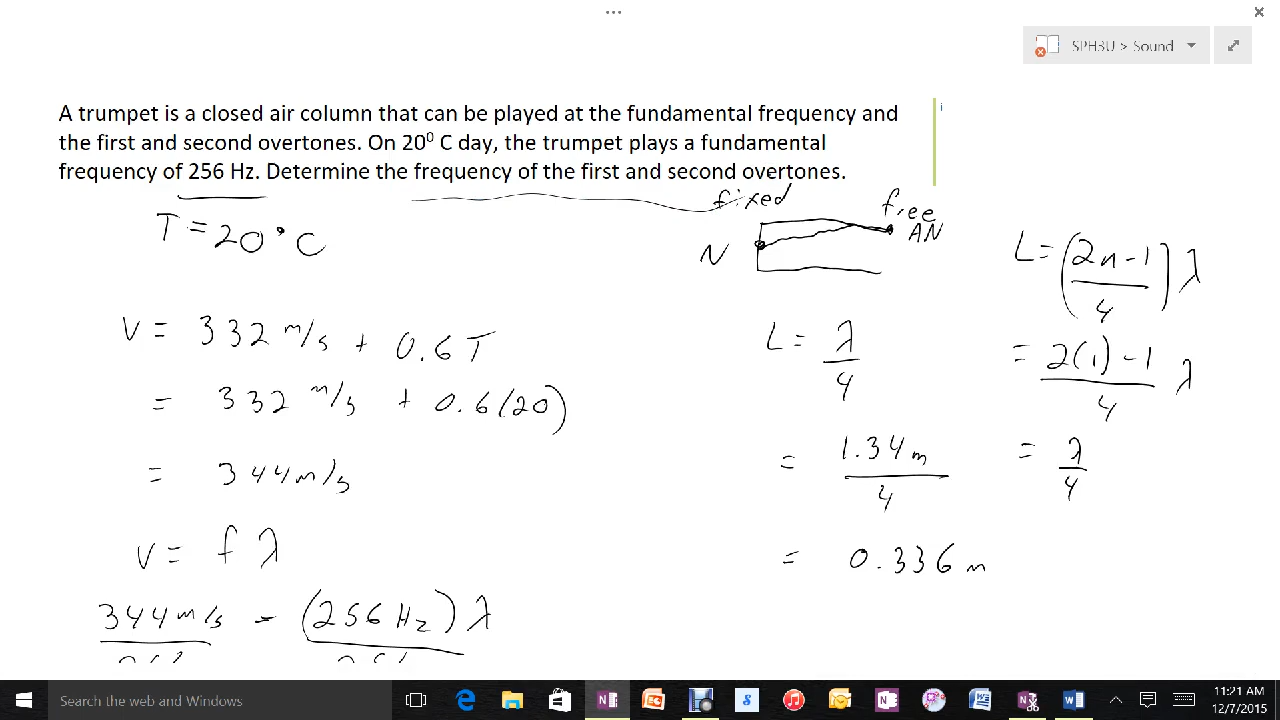 SPH3U > Sound
A trumpet is a closed air column that can be played at the fundamental frequency and
the first and second overtones. On 20⁰ C day, the trumpet plays a fundamental
frequency of 256 Hz. Determine the frequency of the first and second overtones.
T = 20°C
fixed
free
N
AN
V = 332 m/s + 0.6T
= 332 m/s + 0.6(20)
= 344 m/s
V = fλ
344 m/s = (256 Hz) λ
L = λ/4
= 1.34m/4
= 0.336 m
L = ((2n-1)/4) λ
= (2(1)-1)/4 λ
= λ/4
Search the web and Windows
11:21 AM
12/7/2015